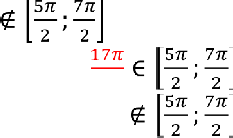 ∉ [5π/2 ; 7π/2]
17π ∈ [5π/2 ; 7π/2
∉ [5π/2 ; 7π/2